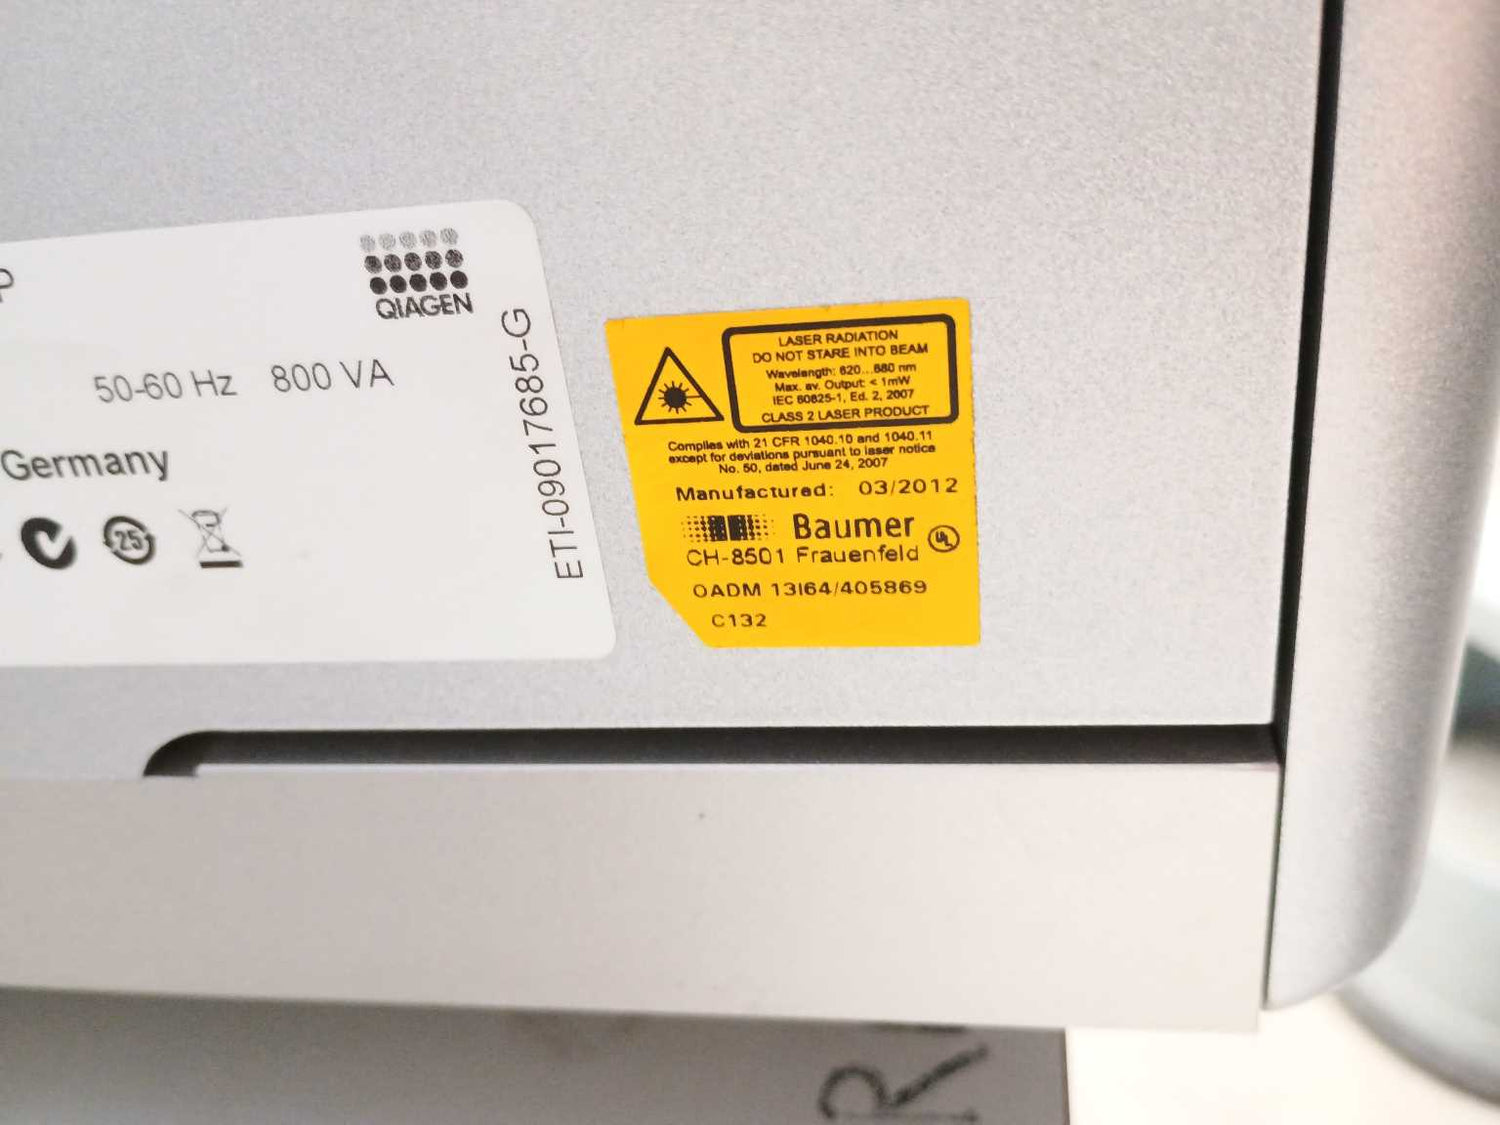 P
QIAGEN
50-60 Hz 800 VA
Germany
25
ETI-09017685-G
LASER RADIATION
DO NOT STARE INTO BEAM
Wavelength: 620...680 nm
Max. av. Output: < 1mW
IEC 60825-1, Ed. 2, 2007
CLASS 2 LASER PRODUCT
Complies with 21 CFR 1040.10 and 1040.11
except for deviations pursuant to laser notice
No. 50, dated June 24, 2007
Manufactured: 03/2012
Baumer
UL
CH-8501 Frauenfeld
OADM 13I64/405869
C132
R